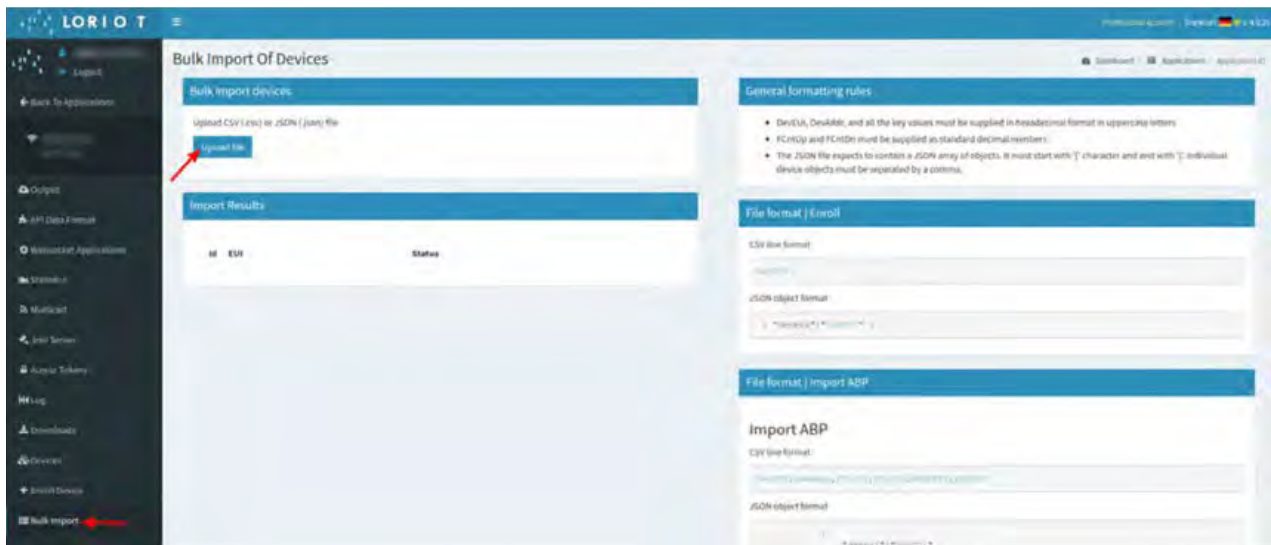 LORIOT
Logout
Bulk Import Of Devices
Dashboard / Applications /
Back To Applications
Bulk Import devices
Upload CSV (.csv) or JSON (.json) file
Upload file
Import Results
Id EUI Status
General formatting rules
DevEUI, DevAddr, and all the key values must be supplied in hexadecimal format in uppercase letters
FCntUp and FCntDn must be supplied as standard decimal numbers
The JSON file expects to contain a JSON array of objects. It must start with '[' character and end with ']'. Individual
device objects must be separated by a comma.
File format | Enroll
CSV line format
JSON object format
File format | Import ABP
Import ABP
CSV line format
JSON object format
Output
API Data Format
Websocket Applications
Statistics
Multicast
Join Server
Access Tokens
Log
Downloads
Devices
Enroll Device
Bulk Import